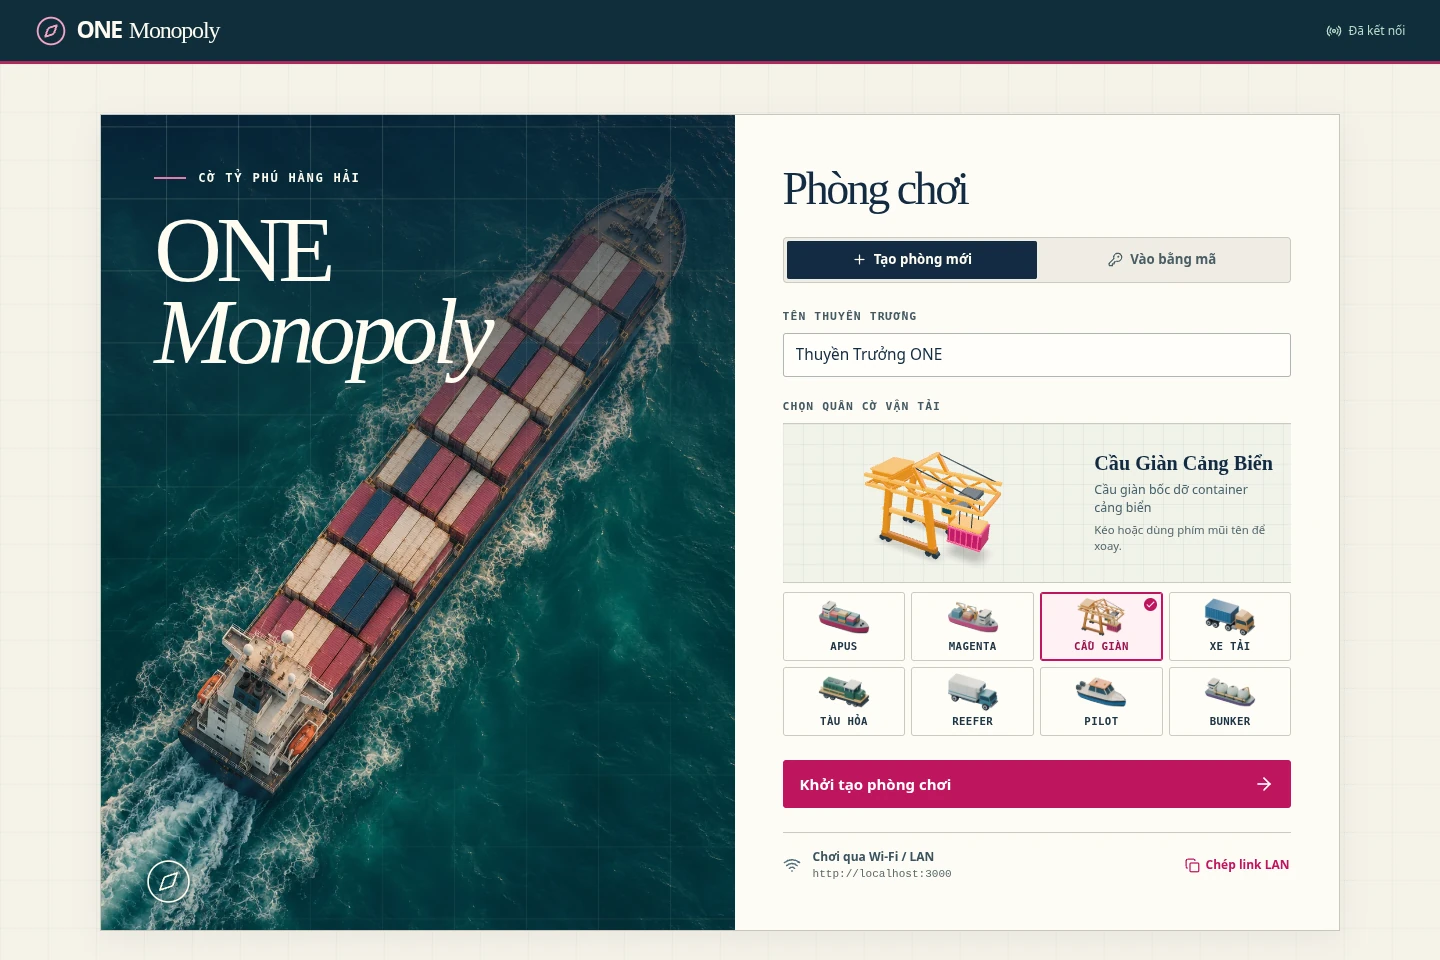 ONE Monopoly
Đã kết nối
CỜ TỶ PHÚ HÀNG HẢI
ONE
Monopoly
Phòng chơi
Tạo phòng mới
Vào bằng mã
TÊN THUYỀN TRƯỞNG
Thuyền Trưởng ONE
CHỌN QUÂN CỜ VẬN TẢI
Cầu Giàn Cảng Biển
Cầu giàn bốc dỡ container
cảng biển
Kéo hoặc dùng phím mũi tên để
xoay.
APUS
MAGENTA
CẦU GIÀN
XE TẢI
TÀU HỎA
REEFER
PILOT
BUNKER
Khởi tạo phòng chơi
Chơi qua Wi-Fi / LAN
http://localhost:3000
Chép link LAN